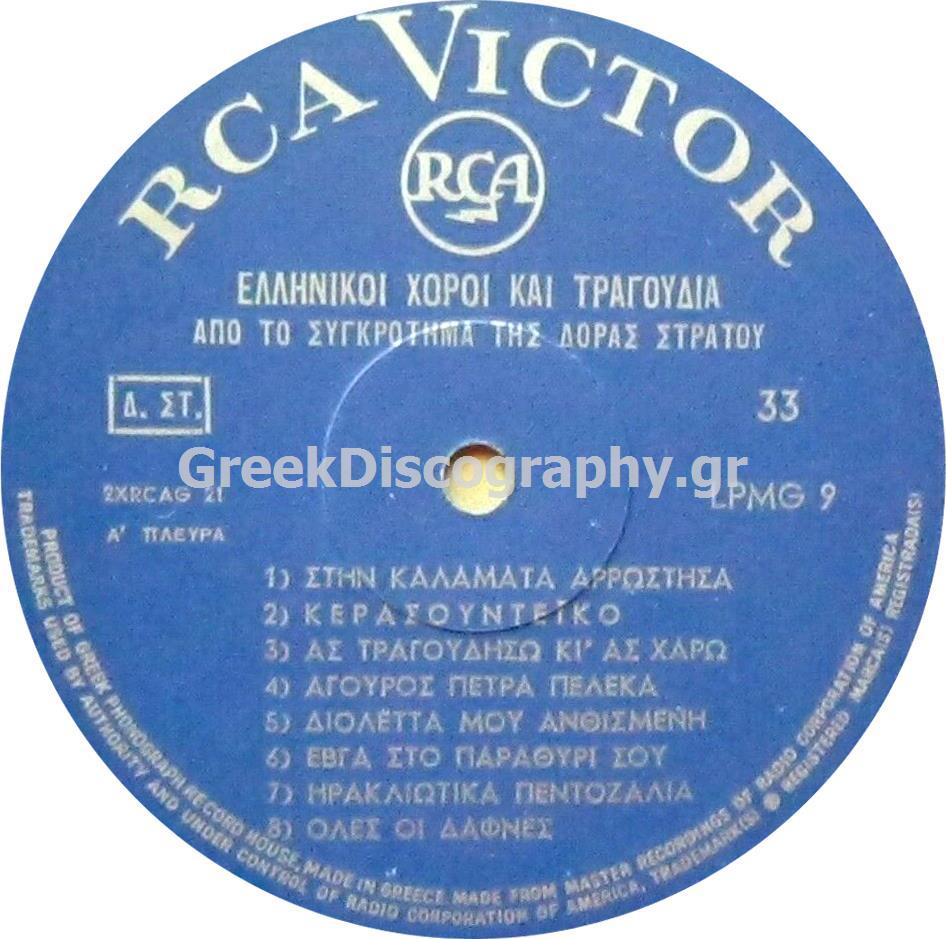 RCA VICTOR
RCA
ΕΛΛΗΝΙΚΟΙ ΧΟΡΟΙ ΚΑΙ ΤΡΑΓΟΥΔΙΑ
ΑΠΟ ΤΟ ΣΥΓΚΡΟΤΗΜΑ ΤΗΣ ΔΟΡΑΣ ΣΤΡΑΤΟΥ
Δ. ΣΤ.
33
GreekDiscography.gr
2XRCAG 21
LPMG 9
Α' ΠΛΕΥΡΑ
1) ΣΤΗΝ ΚΑΛΑΜΑΤΑ ΑΡΡΩΣΤΗΣΑ
2) ΚΕΡΑΣΟΥΝΤΕΙΚΟ
3) ΑΣ ΤΡΑΓΟΥΔΗΣΩ ΚΙ' ΑΣ ΧΑΡΩ
4) ΑΓΟΥΡΟΣ ΠΕΤΡΑ ΠΕΛΕΚΑ
5) ΔΙΟΛΕΤΤΑ ΜΟΥ ΑΝΘΙΣΜΕΝΗ
6) ΕΒΓΑ ΣΤΟ ΠΑΡΑΘΥΡΙ ΣΟΥ
7) ΗΡΑΚΛΙΩΤΙΚΑ ΠΕΝΤΟΖΑΛΙΑ
8) ΟΛΕΣ ΟΙ ΔΑΦΝΕΣ
PRODUCT OF GREEK PHONOGRAPH RECORD HOUSE, MADE IN GREECE MADE FROM MASTER RECORDINGS OF RADIO CORPORATION OF AMERICA
TRADEMARKS USED BY AUTHORITY AND UNDER CONTROL OF RADIO CORPORATION OF AMERICA, TRADEMARK(S) ® REGISTERED MARCA(S) REGISTRADA(S)